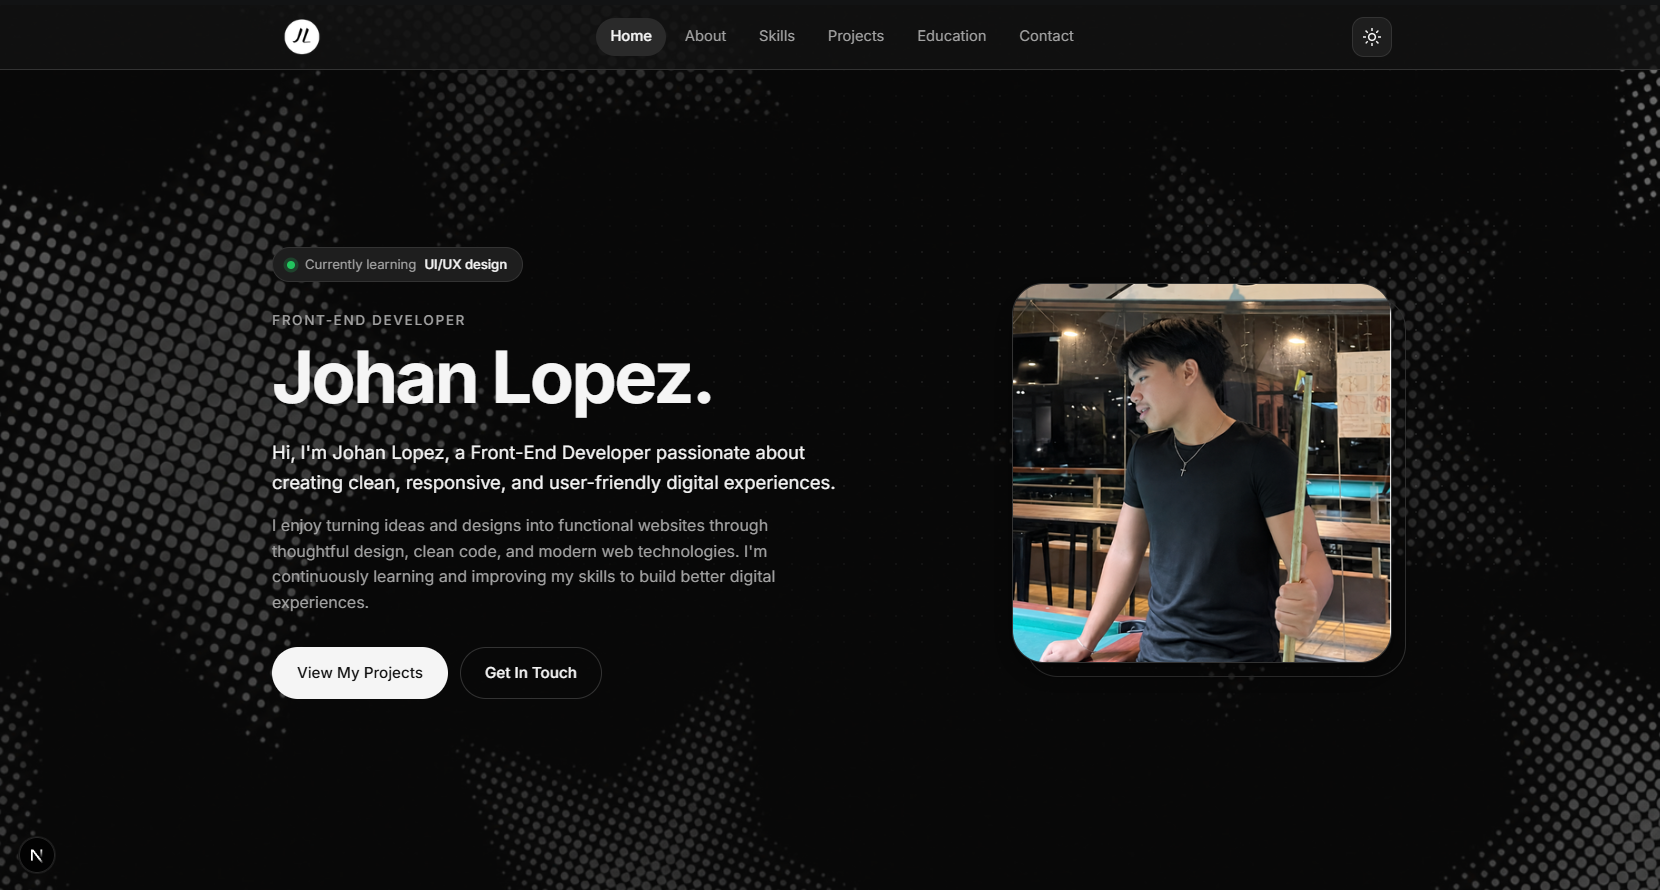 JL
Home
About
Skills
Projects
Education
Contact
Currently learning UI/UX design
FRONT-END DEVELOPER
Johan Lopez.
Hi, I'm Johan Lopez, a Front-End Developer passionate about
creating clean, responsive, and user-friendly digital experiences.
I enjoy turning ideas and designs into functional websites through
thoughtful design, clean code, and modern web technologies. I'm
continuously learning and improving my skills to build better digital
experiences.
View My Projects
Get In Touch
N